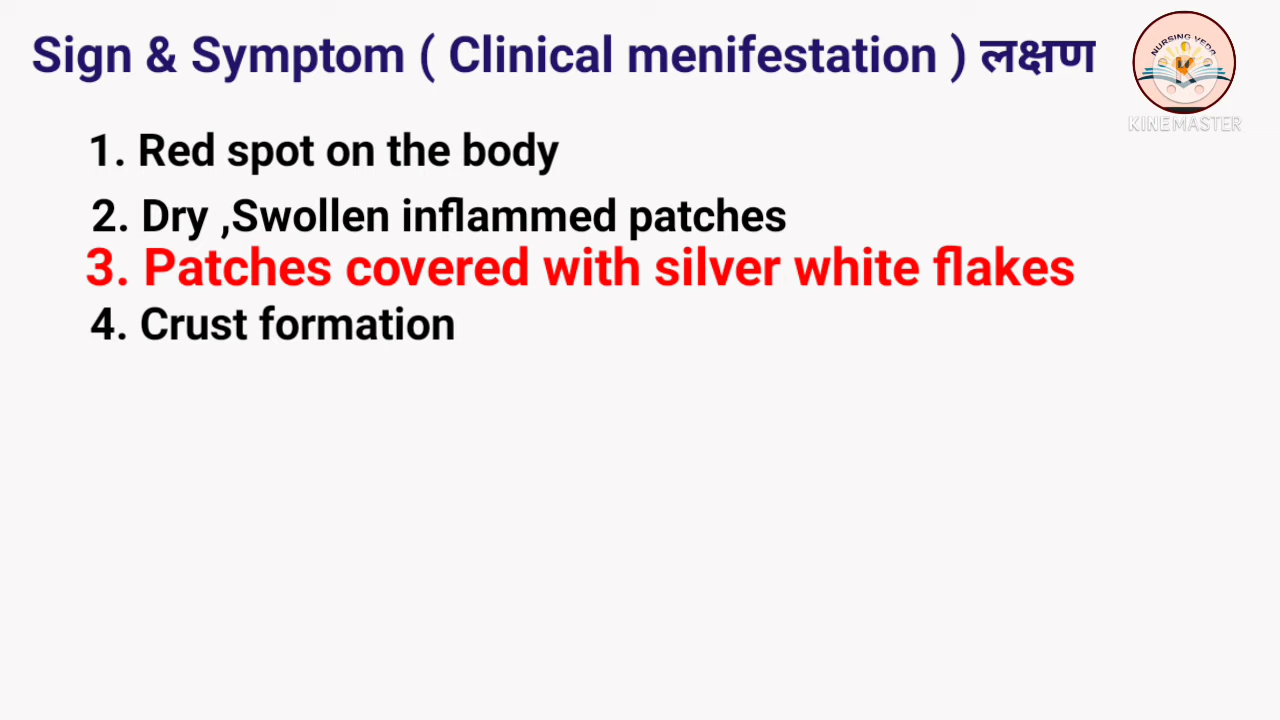 Sign & Symptom ( Clinical menifestation ) लक्षण
NURSING VEDA
KINEMASTER
1. Red spot on the body
2. Dry ,Swollen inflammed patches
3. Patches covered with silver white flakes
4. Crust formation